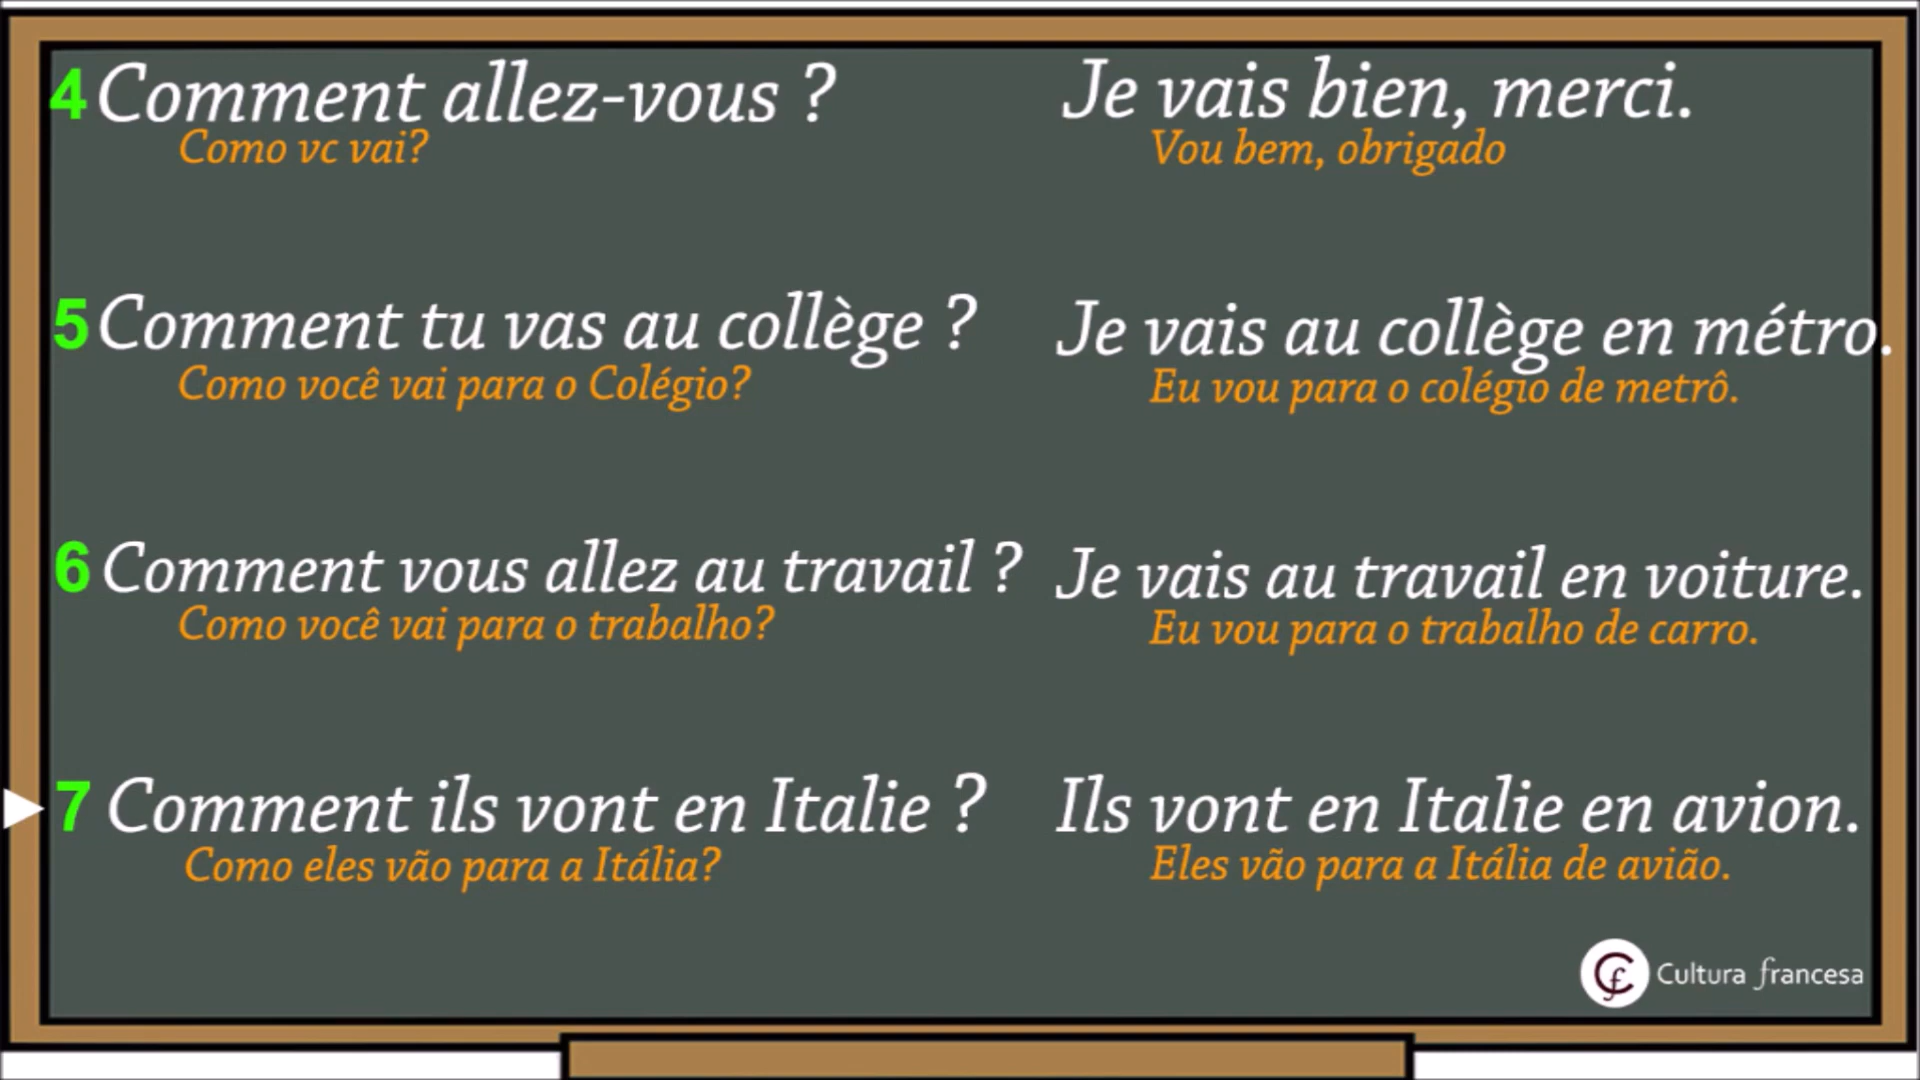 4 Comment allez-vous ? Je vais bien, merci.
Como vc vai? Vou bem, obrigado
5 Comment tu vas au collège ? Je vais au collège en métro.
Como você vai para o Colégio? Eu vou para o colégio de metrô.
6 Comment vous allez au travail ? Je vais au travail en voiture.
Como você vai para o trabalho? Eu vou para o trabalho de carro.
7 Comment ils vont en Italie ? Ils vont en Italie en avion.
Como eles vão para a Itália? Eles vão para a Itália de avião.
Cf Cultura francesa